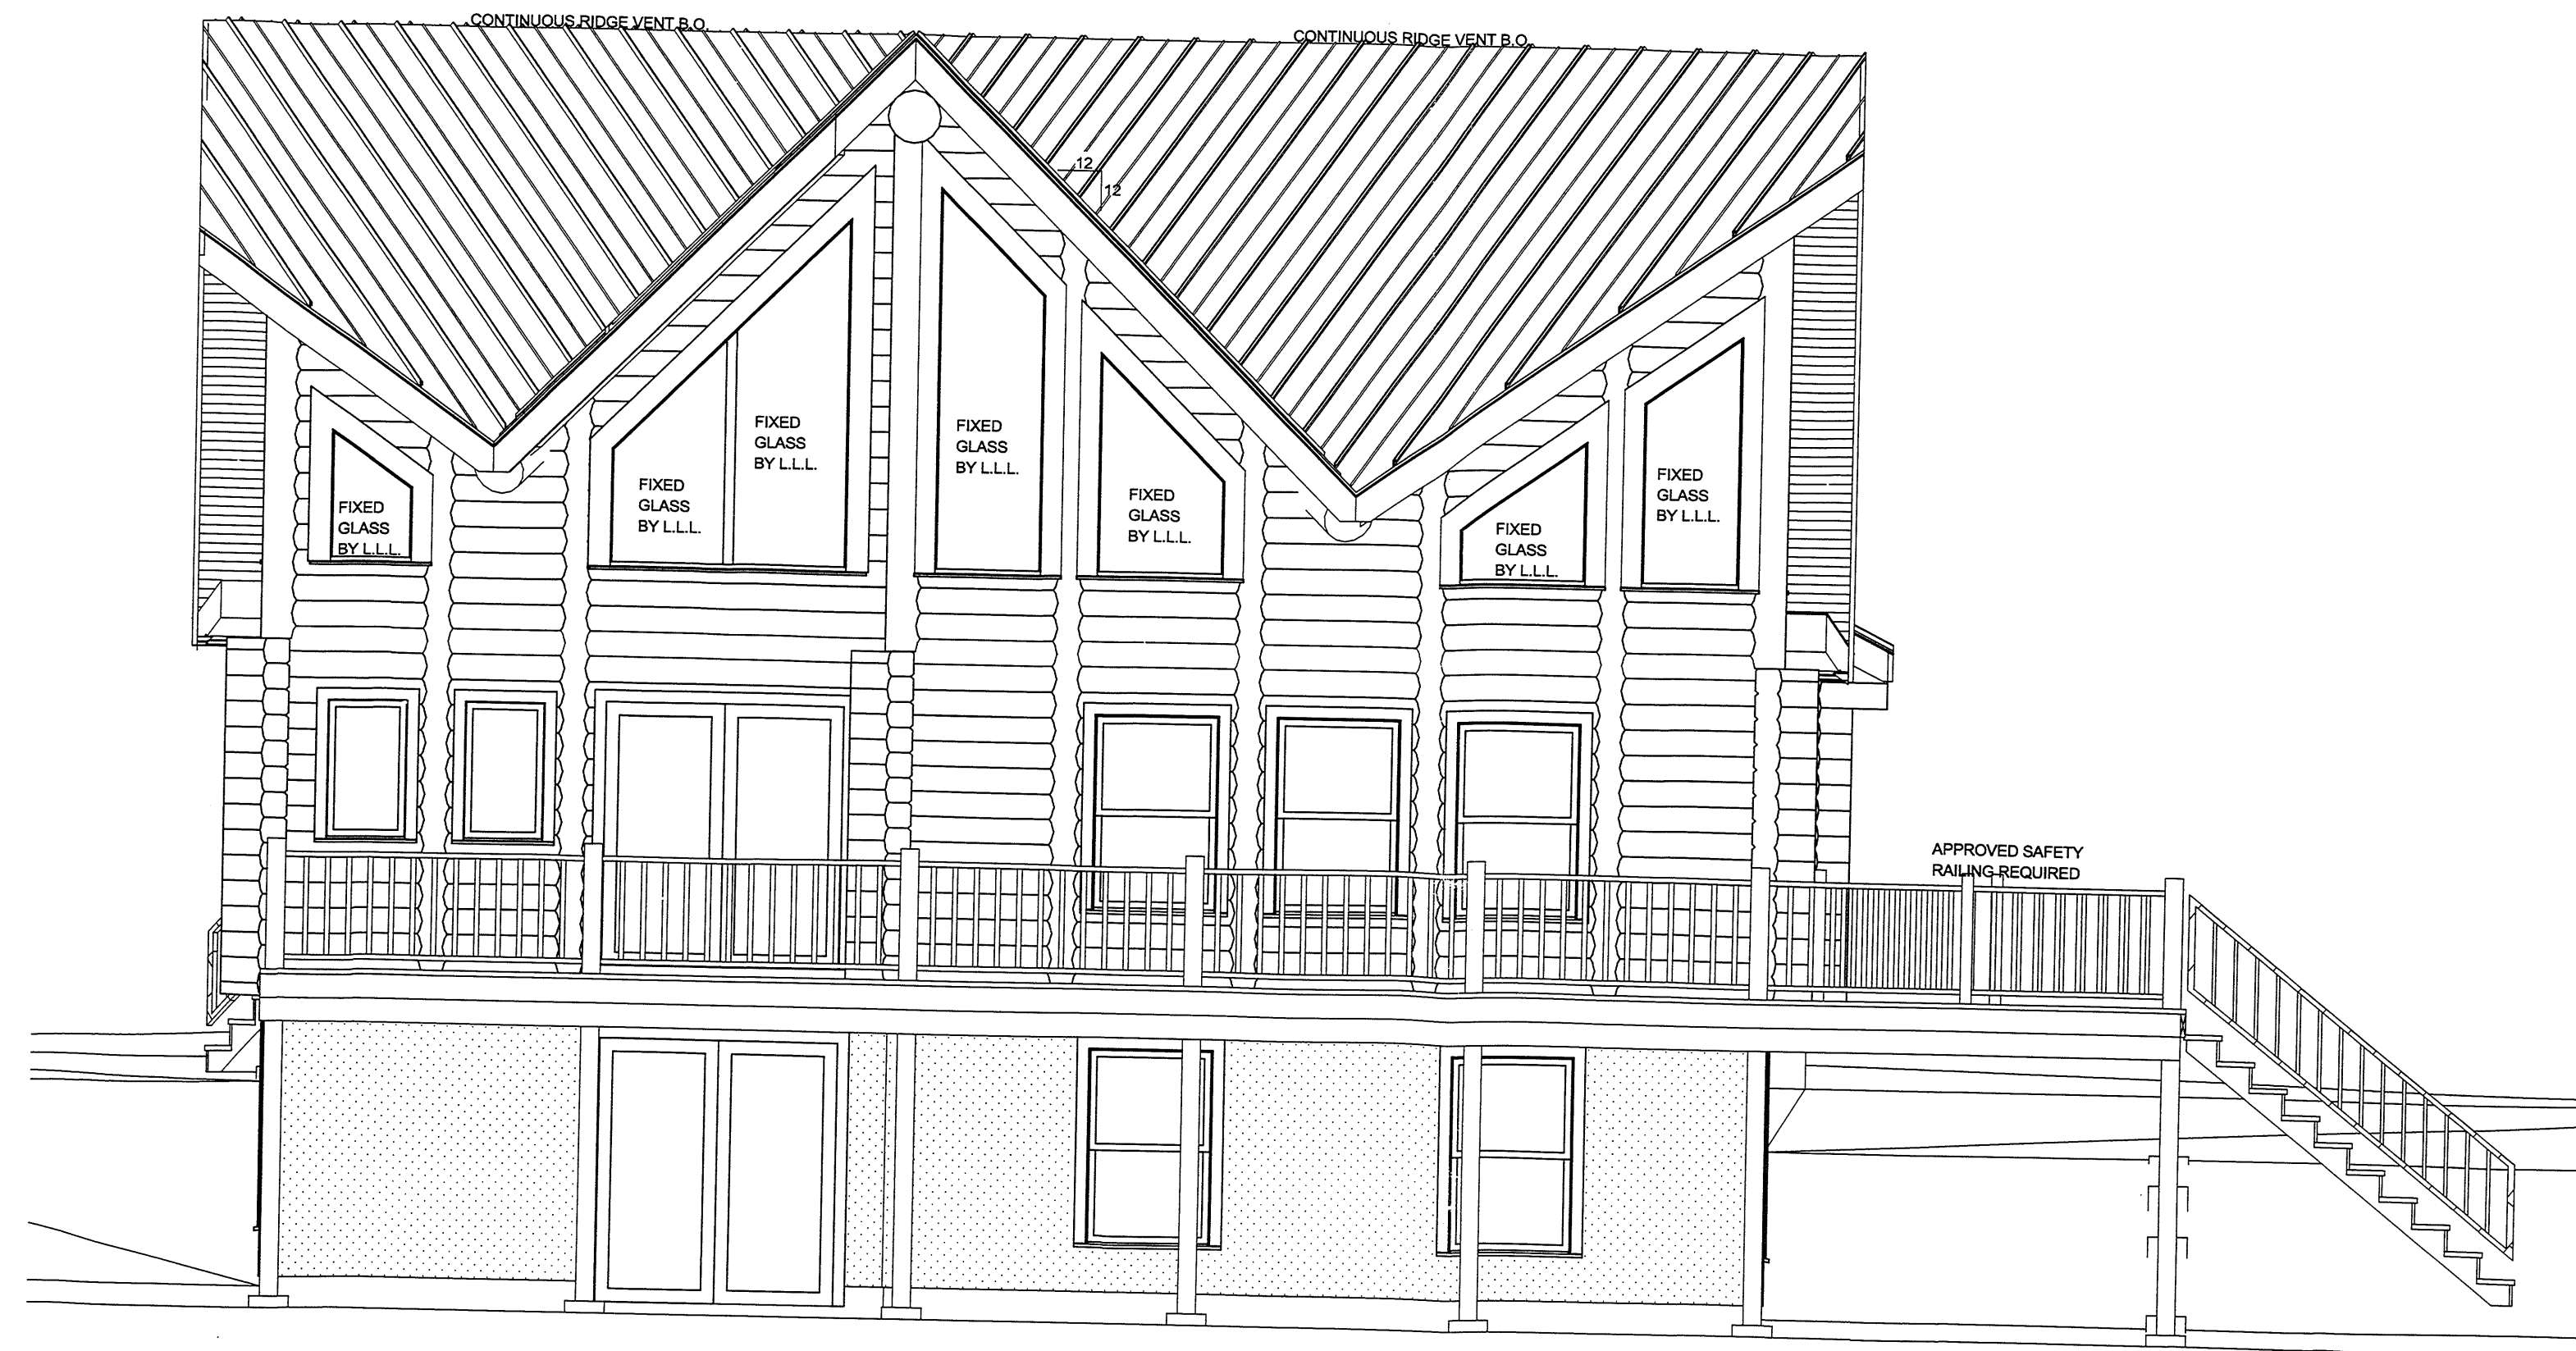 CONTINUOUS RIDGE VENT B.O.
CONTINUOUS RIDGE VENT B.O.
12
12
FIXED
GLASS
BY L.L.L.
FIXED
GLASS
BY L.L.L.
FIXED
GLASS
BY L.L.L.
FIXED
GLASS
BY L.L.L.
FIXED
GLASS
BY L.L.L.
FIXED
GLASS
BY L.L.L.
FIXED
GLASS
BY L.L.L.
APPROVED SAFETY
RAILING REQUIRED